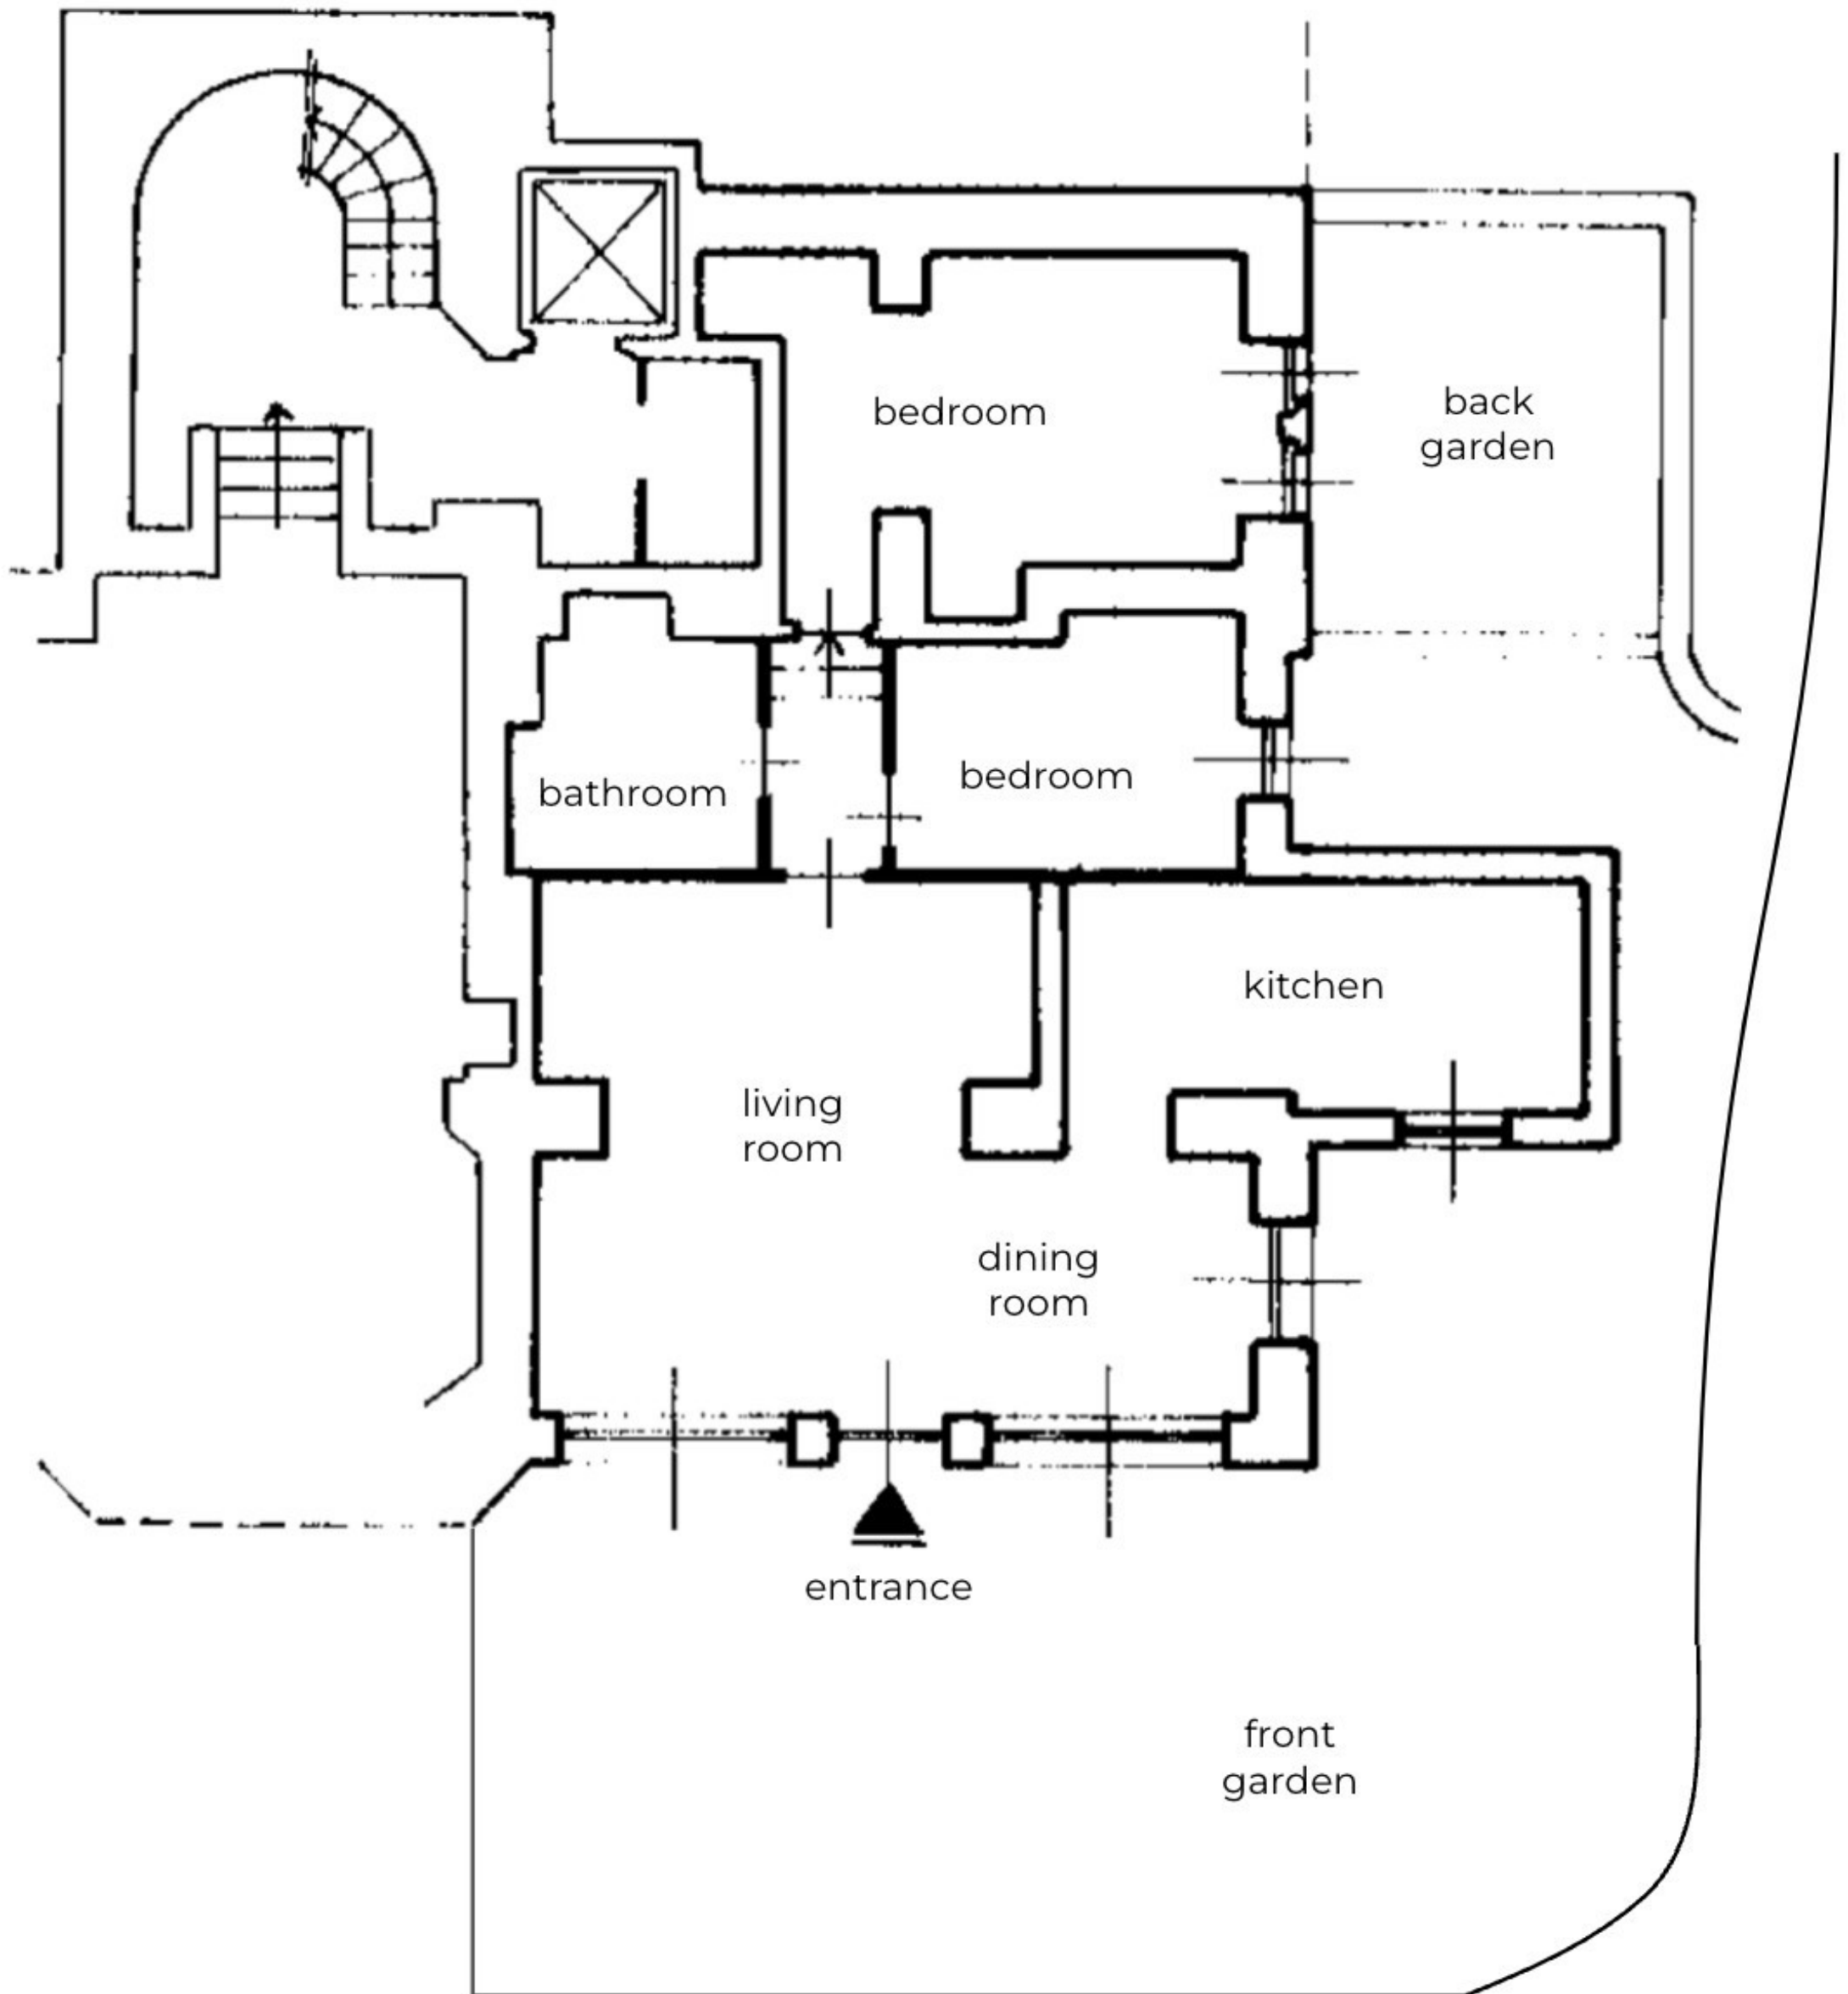 bedroom
back
garden
bathroom
bedroom
kitchen
living
room
dining
room
entrance
front
garden